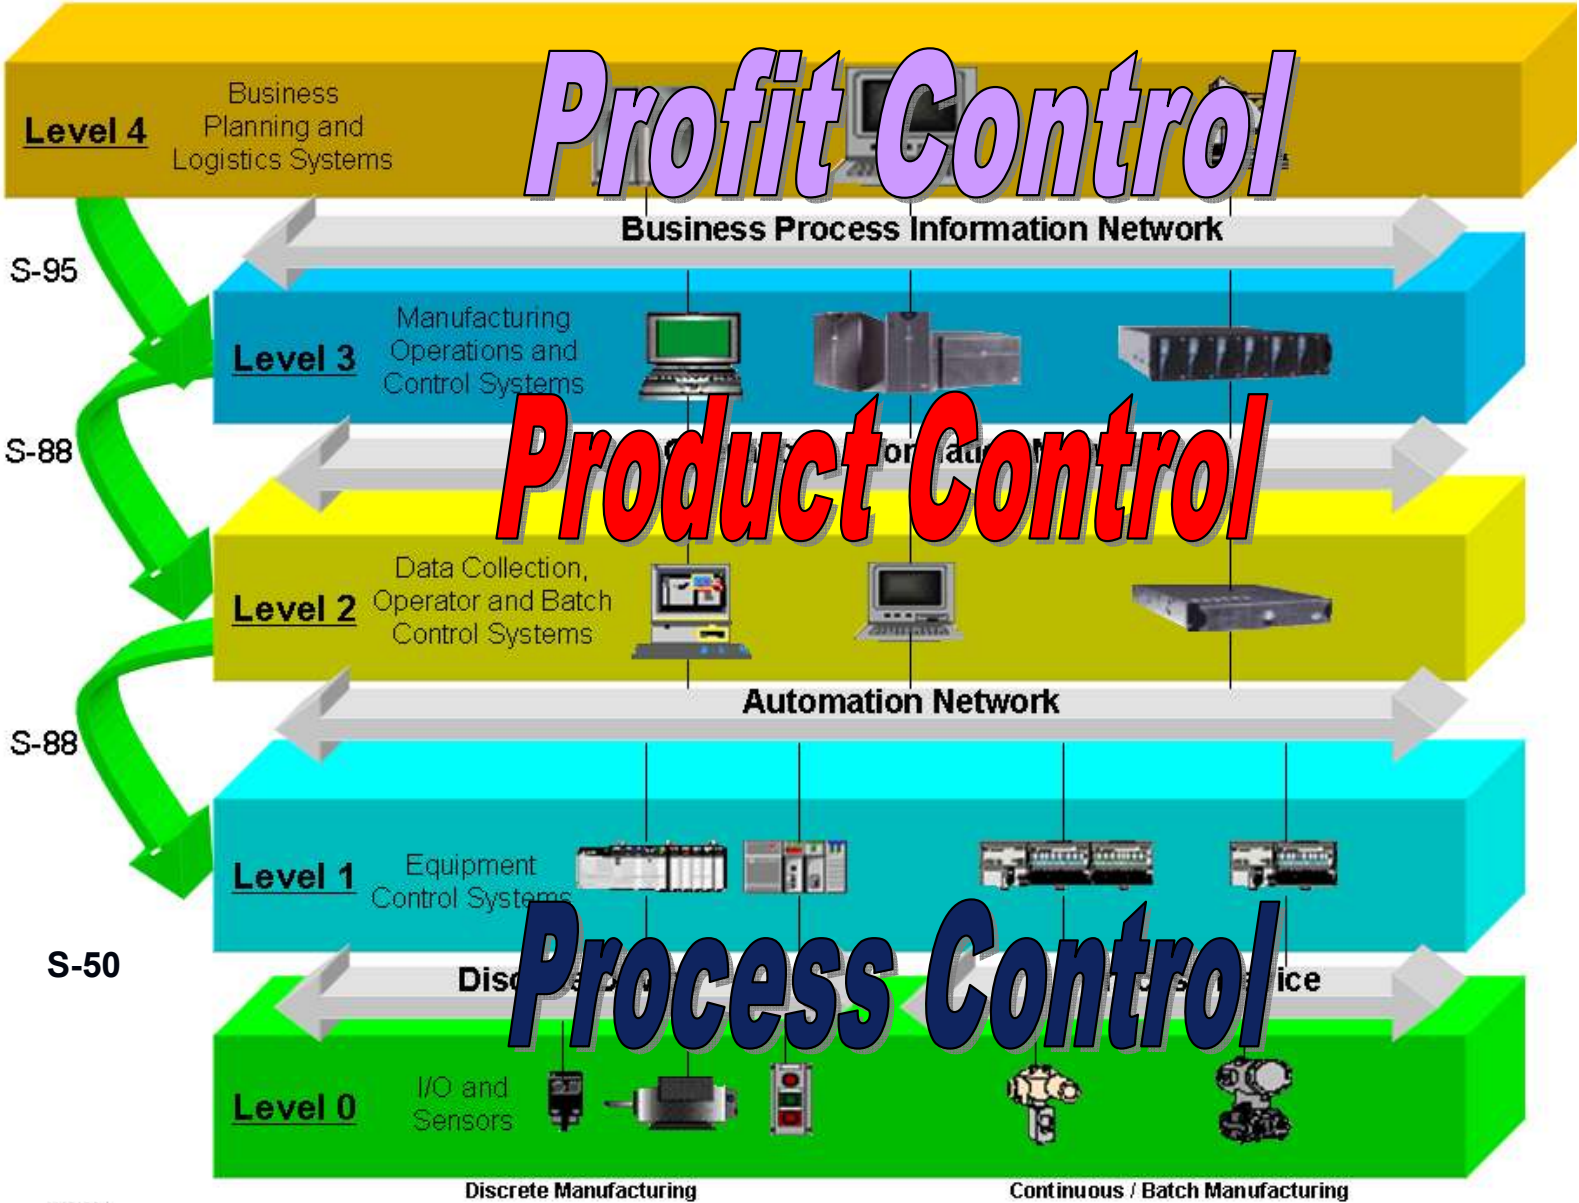 Level 4
Business
Planning and
Logistics Systems
Profit Control
Business Process Information Network
S-95
Level 3
Manufacturing
Operations and
Control Systems
S-88
Product Control
Level 2
Data Collection,
Operator and Batch
Control Systems
Automation Network
S-88
Level 1
Equipment
Control Systems
S-50
Process Control
Level 0
I/O and
Sensors
Discrete Manufacturing
Continuous / Batch Manufacturing